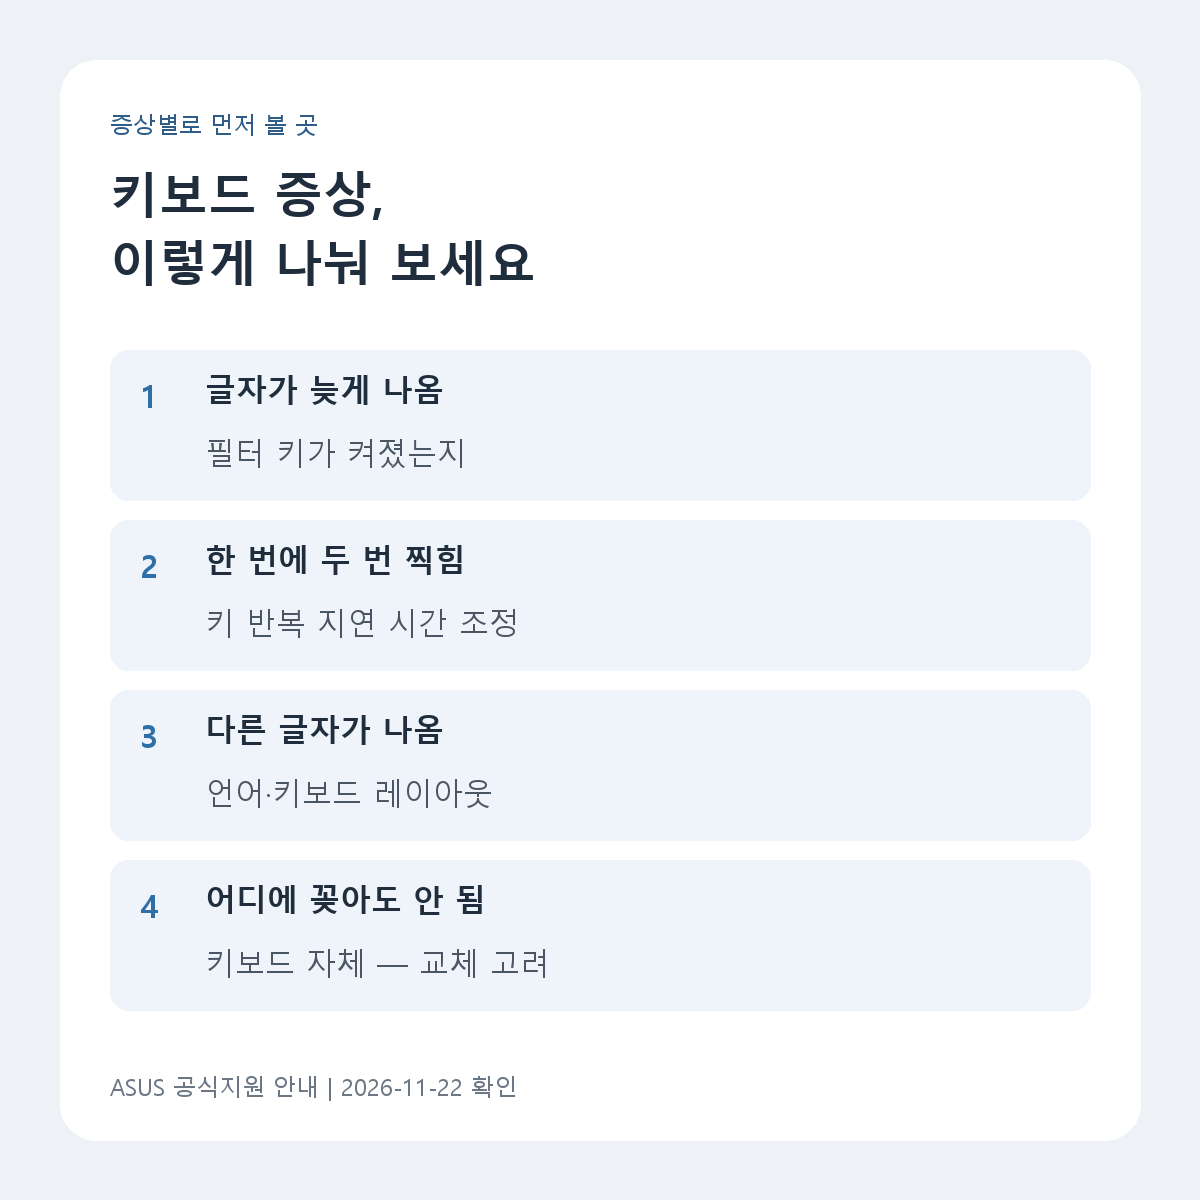 증상별로 먼저 볼 곳
키보드 증상,
이렇게 나눠 보세요
1
글자가 늦게 나옴
필터 키가 켜졌는지
2
한 번에 두 번 찍힘
키 반복 지연 시간 조정
3
다른 글자가 나옴
언어·키보드 레이아웃
4
어디에 꽂아도 안 됨
키보드 자체 — 교체 고려
ASUS 공식지원 안내 | 2026-11-22 확인